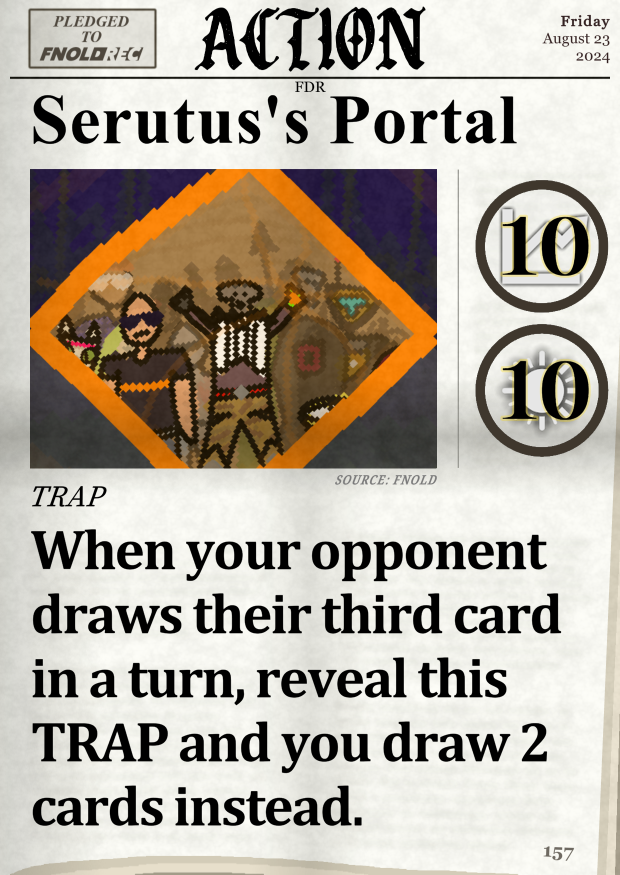 PLEDGED
TO
FNOLDREC
ACTION
Friday
August 23
2024
FDR
Serutus's Portal
10
10
SOURCE: FNOLD
TRAP
When your opponent
draws their third card
in a turn, reveal this
TRAP and you draw 2
cards instead.
157